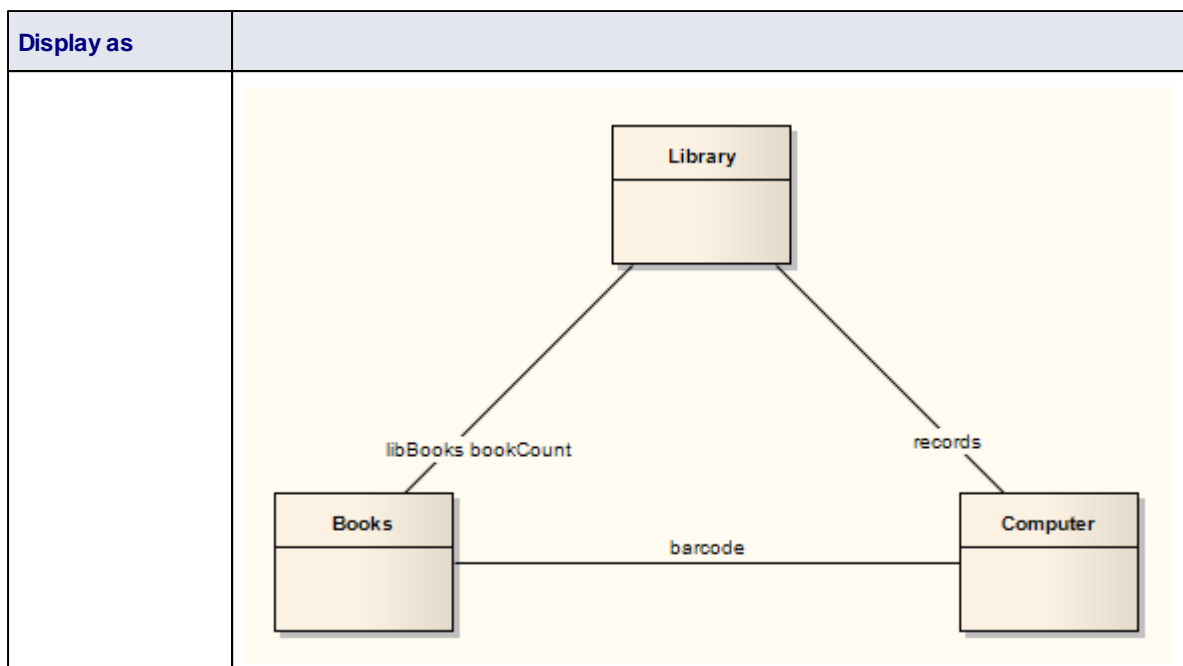 Display as
Library
libBooks bookCount
records
Books
barcode
Computer